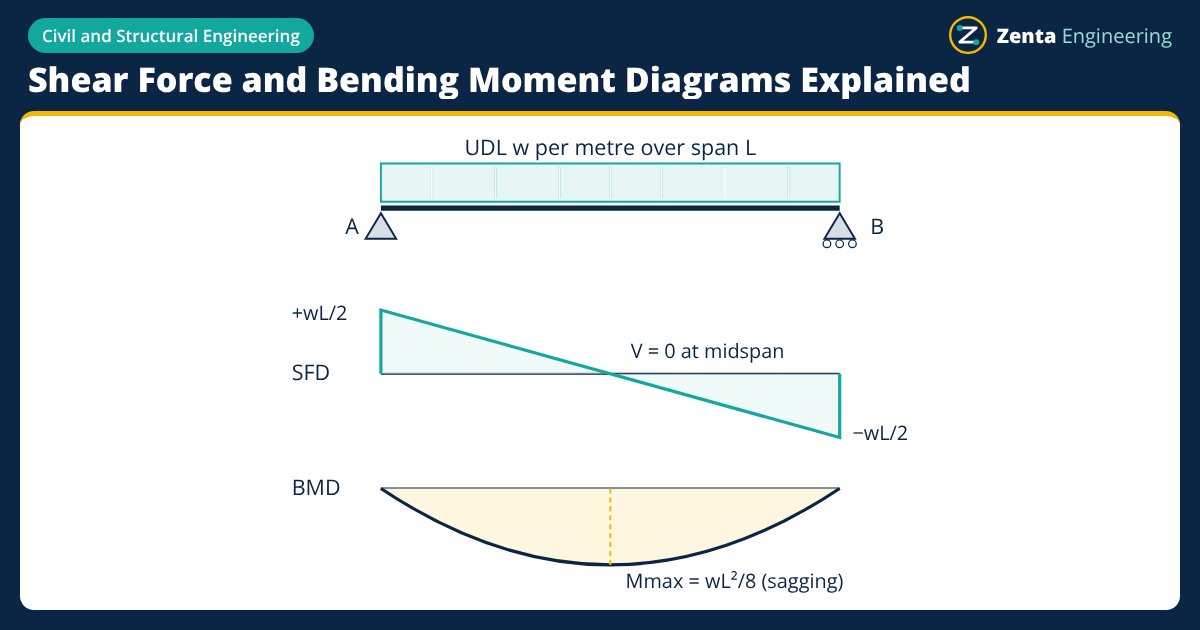 Civil and Structural Engineering
Zenta Engineering
Shear Force and Bending Moment Diagrams Explained
UDL w per metre over span L
A
B
+wL/2
V = 0 at midspan
SFD
−wL/2
BMD
Mmax = wL²/8 (sagging)